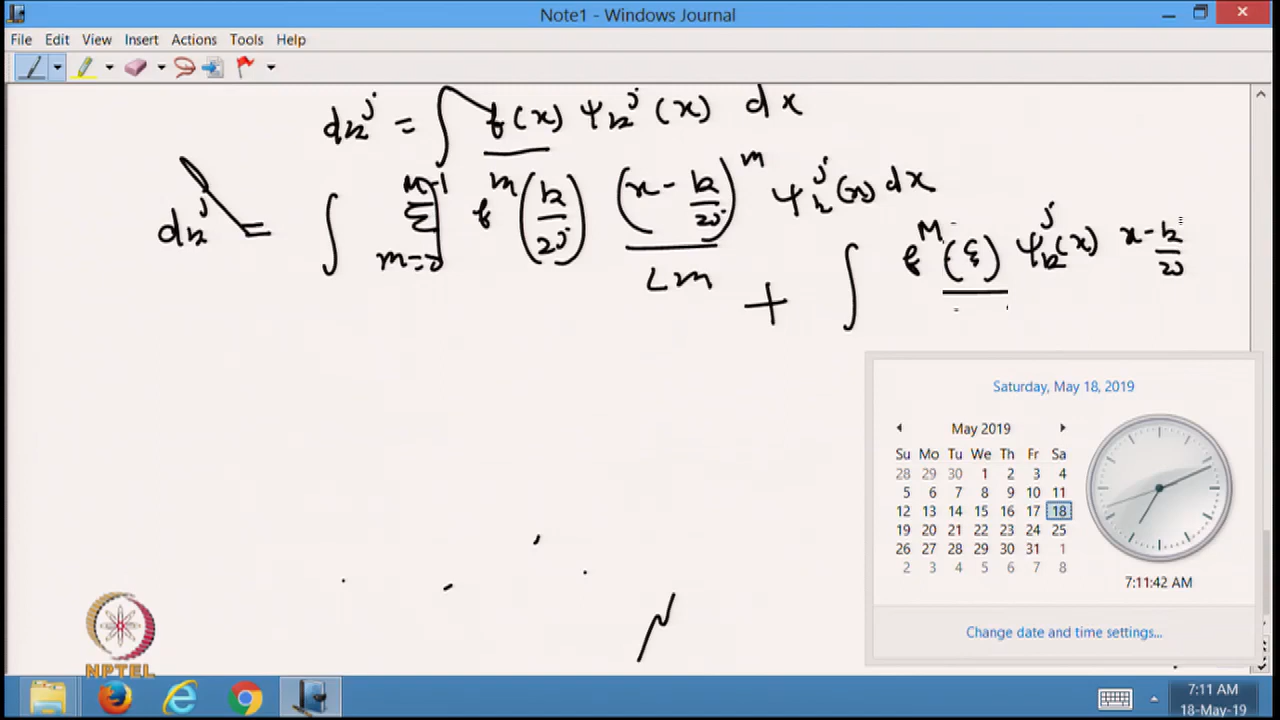 Note1 - Windows Journal
File Edit View Insert Actions Tools Help
d_k^j = ∫ f(x) ψ_k^j (x) dx
d_k^j = ∫ Σ_{m=0}^{M-1} f^m (k/2^j) (x - k/2^j)^m / ⌊m ψ_k^j (x) dx
+ ∫ f^M (ξ) ψ_k^j (x) x - k/2^j
Saturday, May 18, 2019
May 2019
Su Mo Tu We Th Fr Sa
28 29 30 1 2 3 4
5 6 7 8 9 10 11
12 13 14 15 16 17 18
19 20 21 22 23 24 25
26 27 28 29 30 31 1
2 3 4 5 6 7 8
7:11:42 AM
Change date and time settings...
NPTEL
7:11 AM
18-May-19